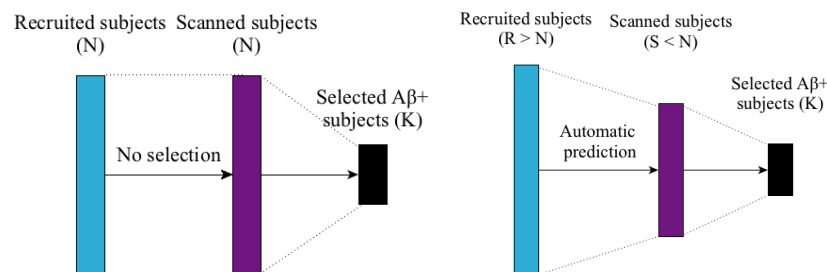 Recruited subjects
(N)
Scanned subjects
(N)
No selection
Selected Aβ+
subjects (K)
Recruited subjects
(R > N)
Scanned subjects
(S < N)
Automatic
prediction
Selected Aβ+
subjects (K)